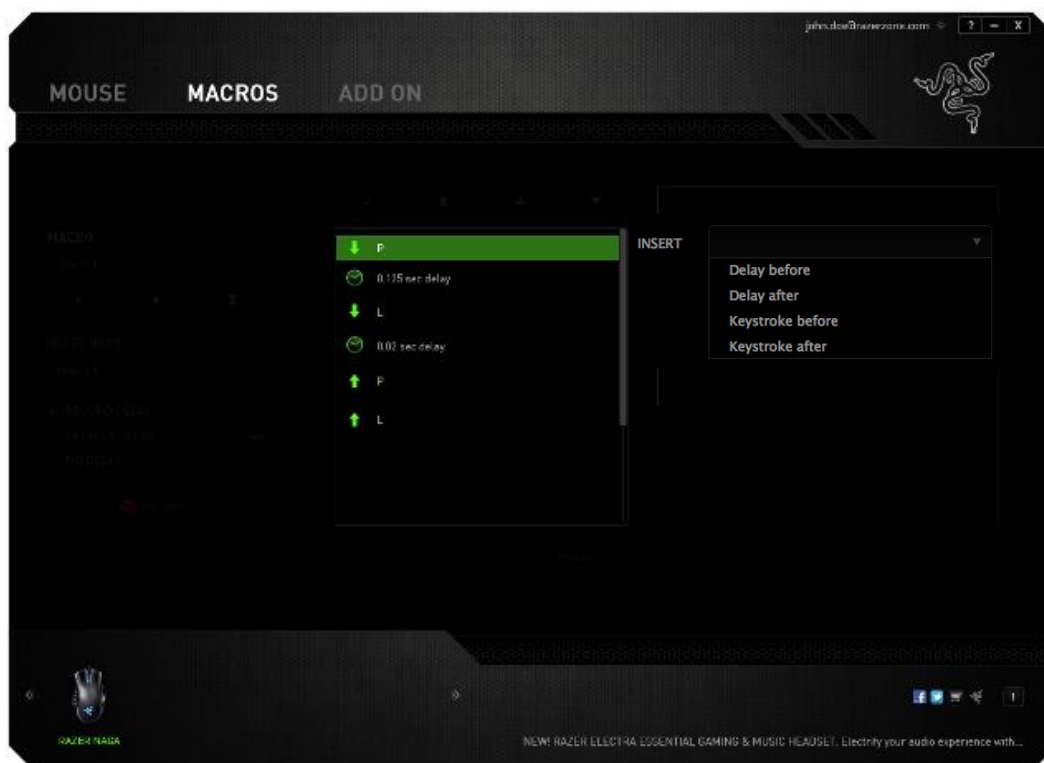 john.doe@razerzone.com
? – X
MOUSE MACROS ADD ON
MACRO
INSERT
P
0.125 sec delay
L
0.02 sec delay
P
L
Delay before
Delay after
Keystroke before
Keystroke after
RAZER NAGA
f
!
NEW! RAZER ELECTRA ESSENTIAL GAMING & MUSIC HEADSET. Electrify your audio experience with...